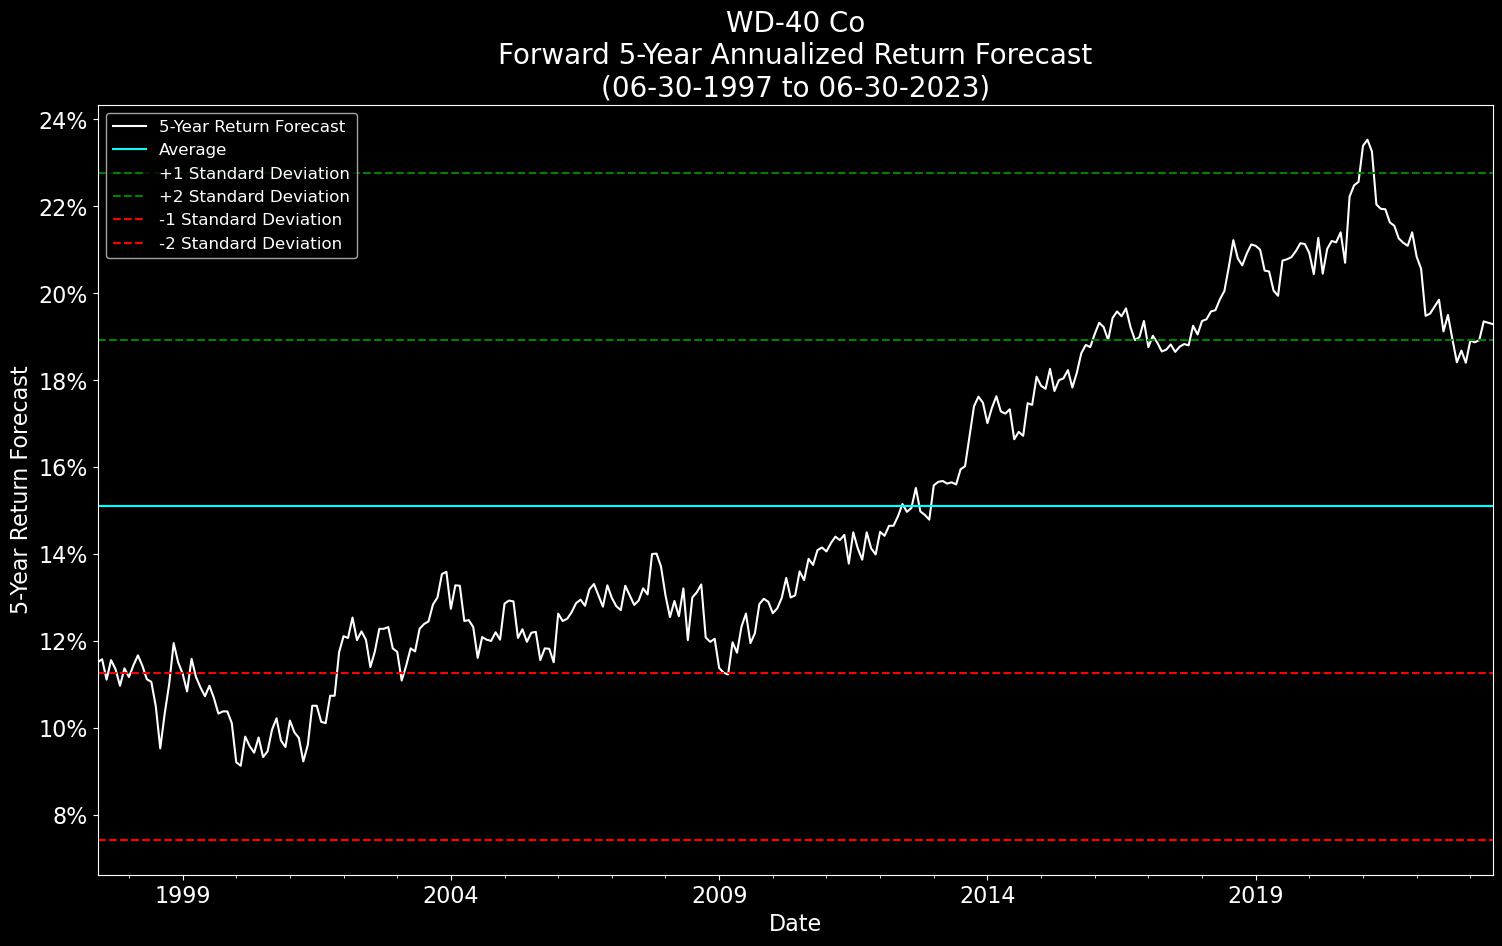 WD-40 Co
Forward 5-Year Annualized Return Forecast
(06-30-1997 to 06-30-2023)
5-Year Return Forecast
Average
+1 Standard Deviation
+2 Standard Deviation
-1 Standard Deviation
-2 Standard Deviation
24%
22%
20%
18%
16%
14%
12%
10%
8%
5-Year Return Forecast
1999
2004
2009
2014
2019
Date